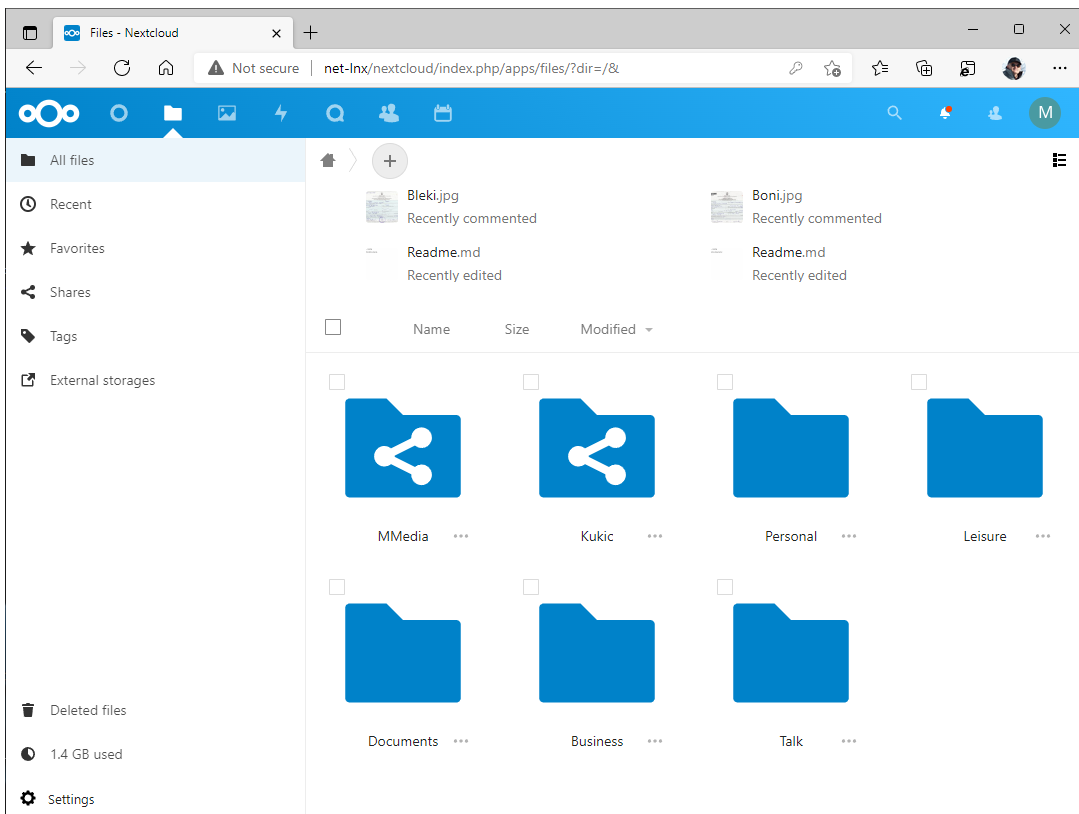 Files - Nextcloud
Not secure | net-lnx/nextcloud/index.php/apps/files/?dir=/&
M
All files
Recent
Favorites
Shares
Tags
External storages
Deleted files
1.4 GB used
Settings
Bleki.jpg
Recently commented
Boni.jpg
Recently commented
Readme.md
Recently edited
Readme.md
Recently edited
Name Size Modified
MMedia ••• Kukic ••• Personal ••• Leisure •••
Documents ••• Business ••• Talk •••